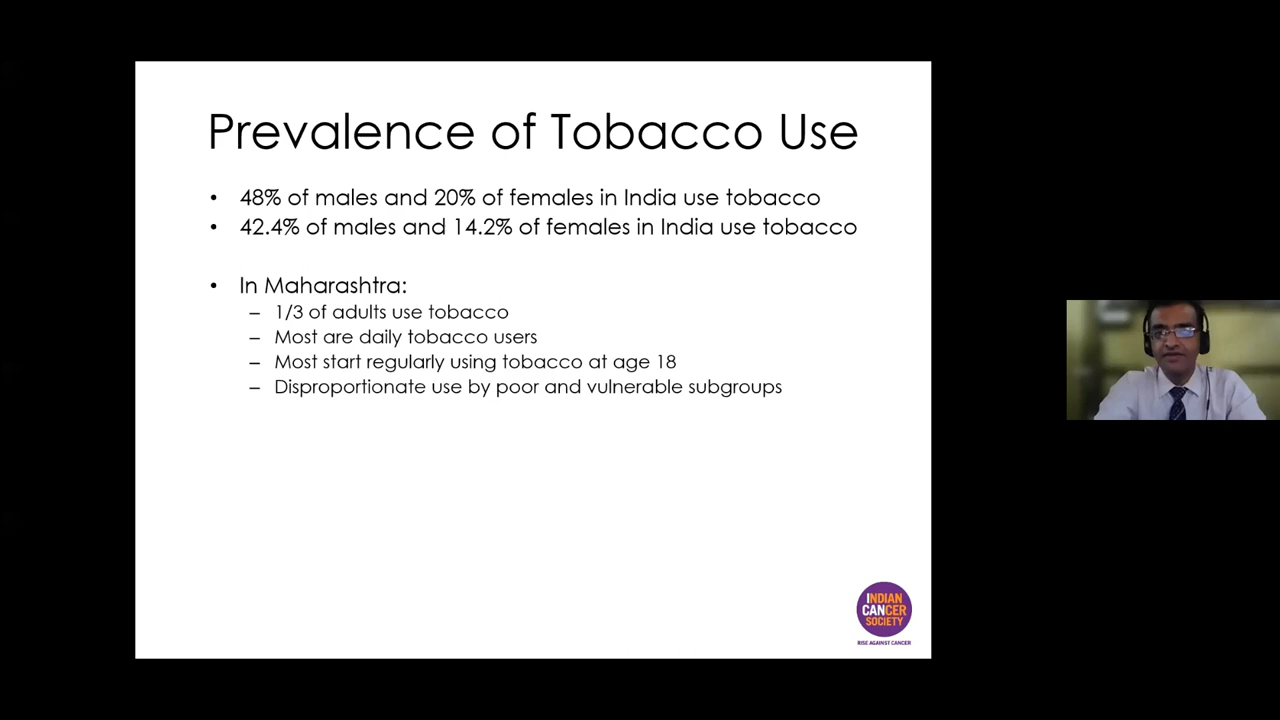 Prevalence of Tobacco Use
• 48% of males and 20% of females in India use tobacco
• 42.4% of males and 14.2% of females in India use tobacco
• In Maharashtra:
– 1/3 of adults use tobacco
– Most are daily tobacco users
– Most start regularly using tobacco at age 18
– Disproportionate use by poor and vulnerable subgroups
INDIAN
CANCER
SOCIETY
RISE AGAINST CANCER